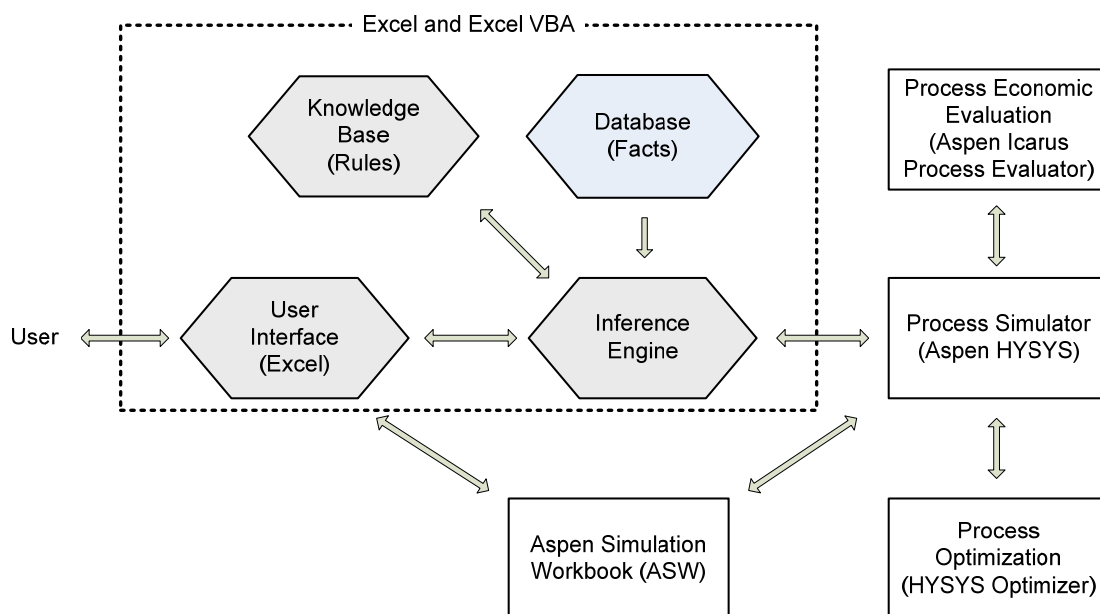 Excel and Excel VBA
Knowledge
Base
(Rules)
Database
(Facts)
Process Economic
Evaluation
(Aspen Icarus
Process Evaluator)
User
User
Interface
(Excel)
Inference
Engine
Process Simulator
(Aspen HYSYS)
Aspen Simulation
Workbook (ASW)
Process
Optimization
(HYSYS Optimizer)